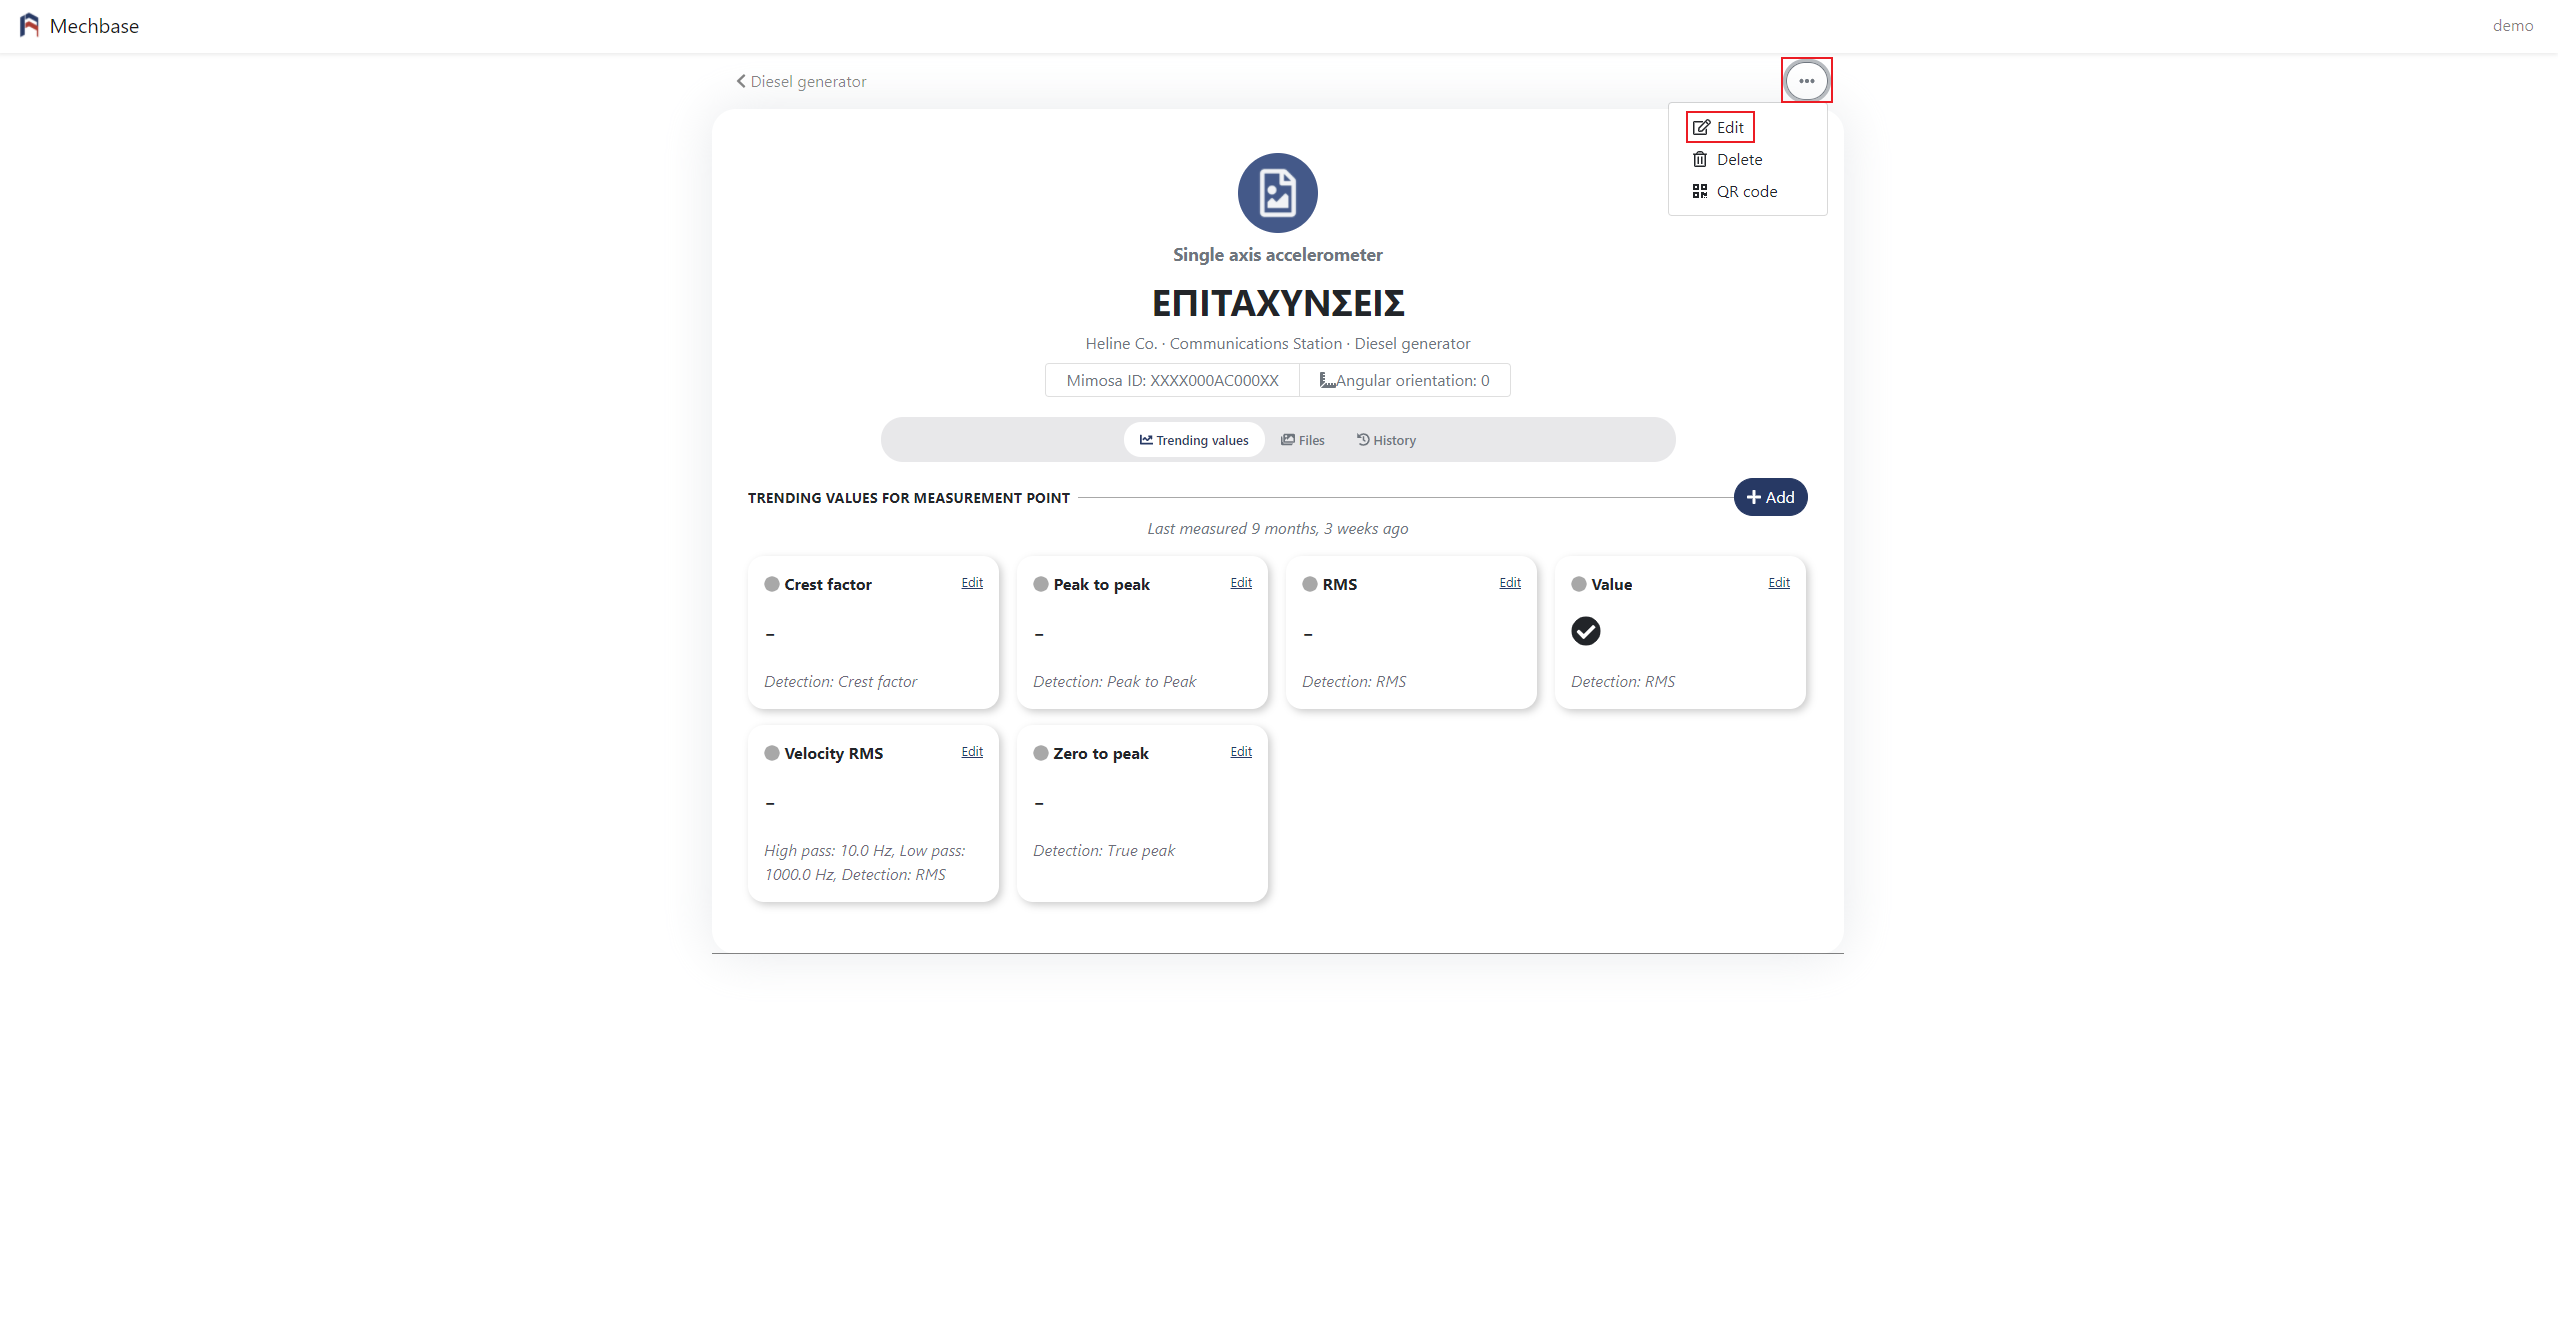 Mechbase
demo
Diesel generator
Edit
Delete
QR code
Single axis accelerometer
ΕΠΙΤΑΧΥΝΣΕΙΣ
Heline Co. · Communications Station · Diesel generator
Mimosa ID: XXXX000AC000XX
Angular orientation: 0
Trending values
Files
History
TRENDING VALUES FOR MEASUREMENT POINT
Add
Last measured 9 months, 3 weeks ago
Crest factor
Edit
-
Detection: Crest factor
Peak to peak
Edit
-
Detection: Peak to Peak
RMS
Edit
-
Detection: RMS
Value
Edit
Detection: RMS
Velocity RMS
Edit
-
High pass: 10.0 Hz, Low pass:
1000.0 Hz, Detection: RMS
Zero to peak
Edit
-
Detection: True peak